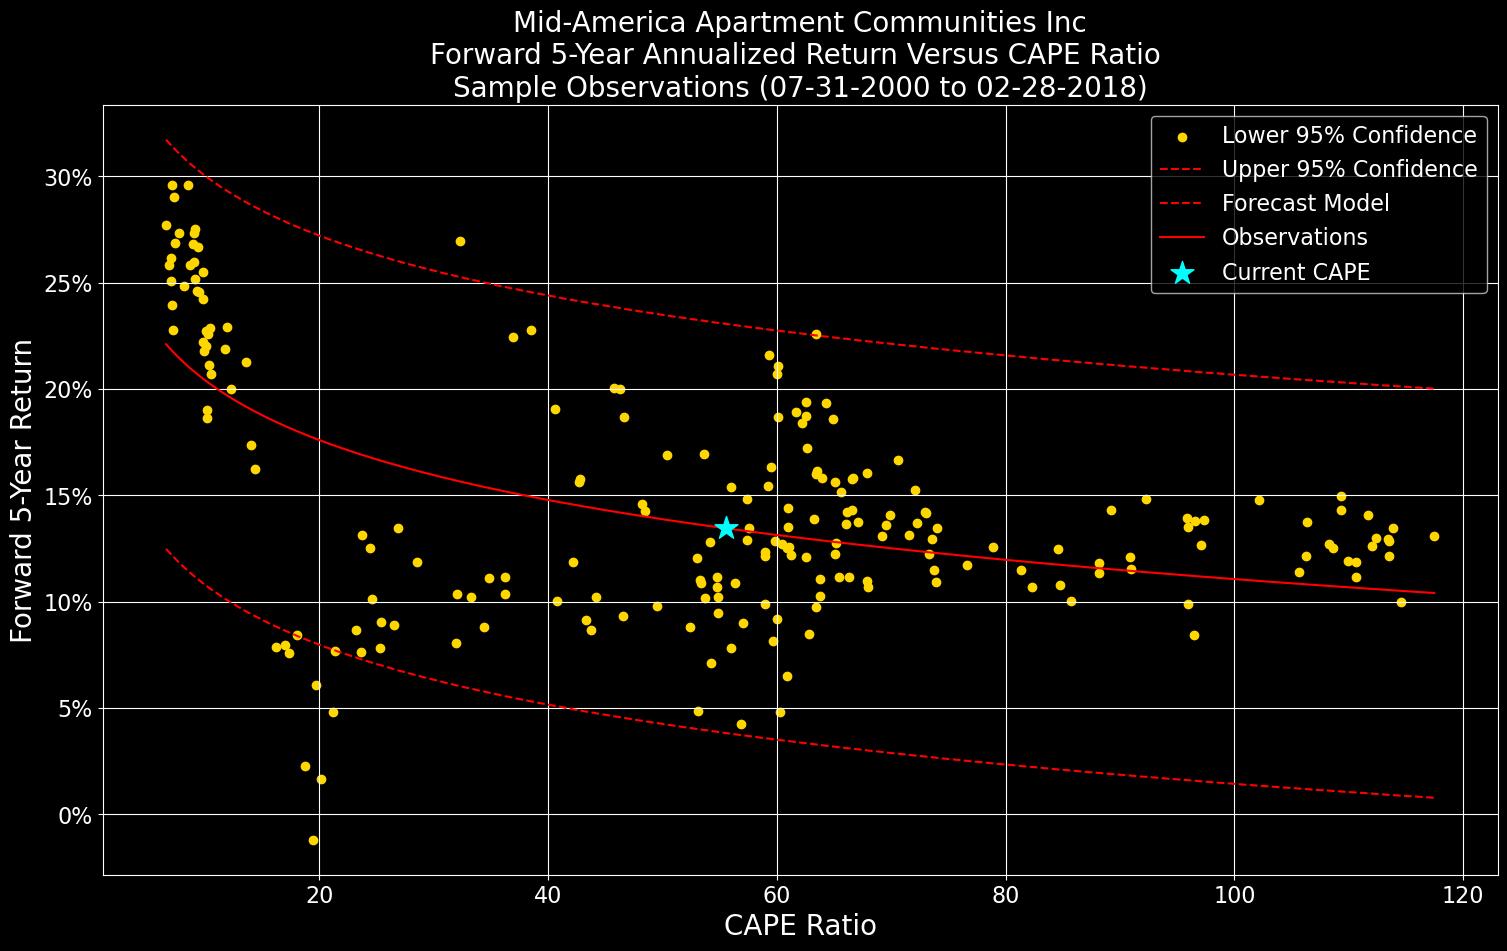 Mid-America Apartment Communities Inc
Forward 5-Year Annualized Return Versus CAPE Ratio
Sample Observations (07-31-2000 to 02-28-2018)
Lower 95% Confidence
Upper 95% Confidence
Forecast Model
Observations
Current CAPE
Forward 5-Year Return
30%
25%
20%
15%
10%
5%
0%
20 40 60 80 100 120
CAPE Ratio